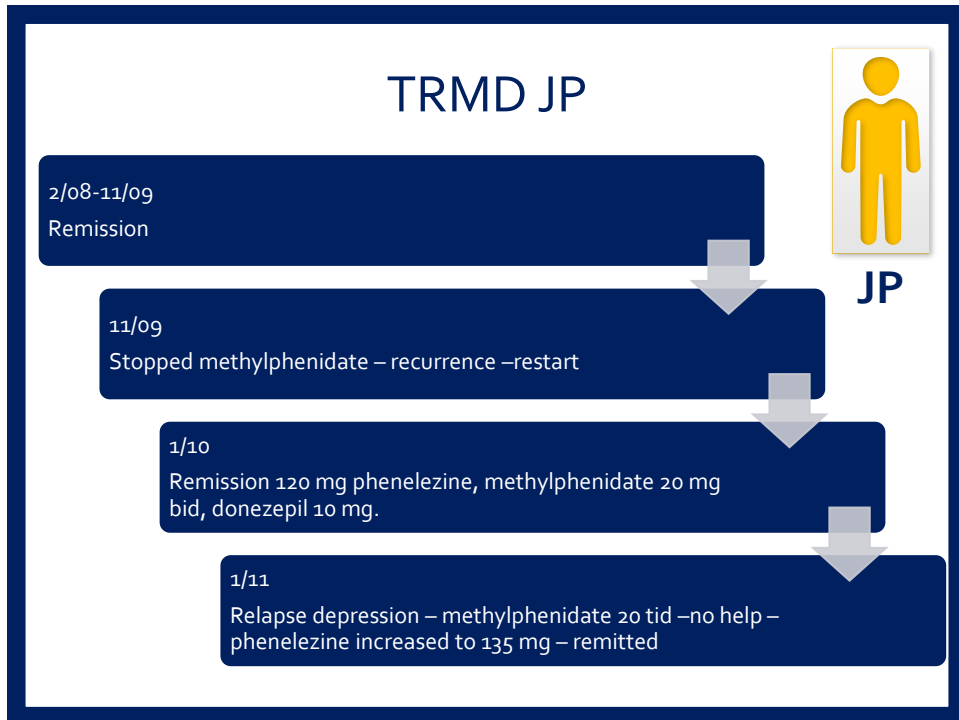 TRMD JP
2/08-11/09
Remission
JP
11/09
Stopped methylphenidate – recurrence –restart
1/10
Remission 120 mg phenelezine, methylphenidate 20 mg
bid, donezepil 10 mg.
1/11
Relapse depression – methylphenidate 20 tid –no help –
phenelezine increased to 135 mg – remitted